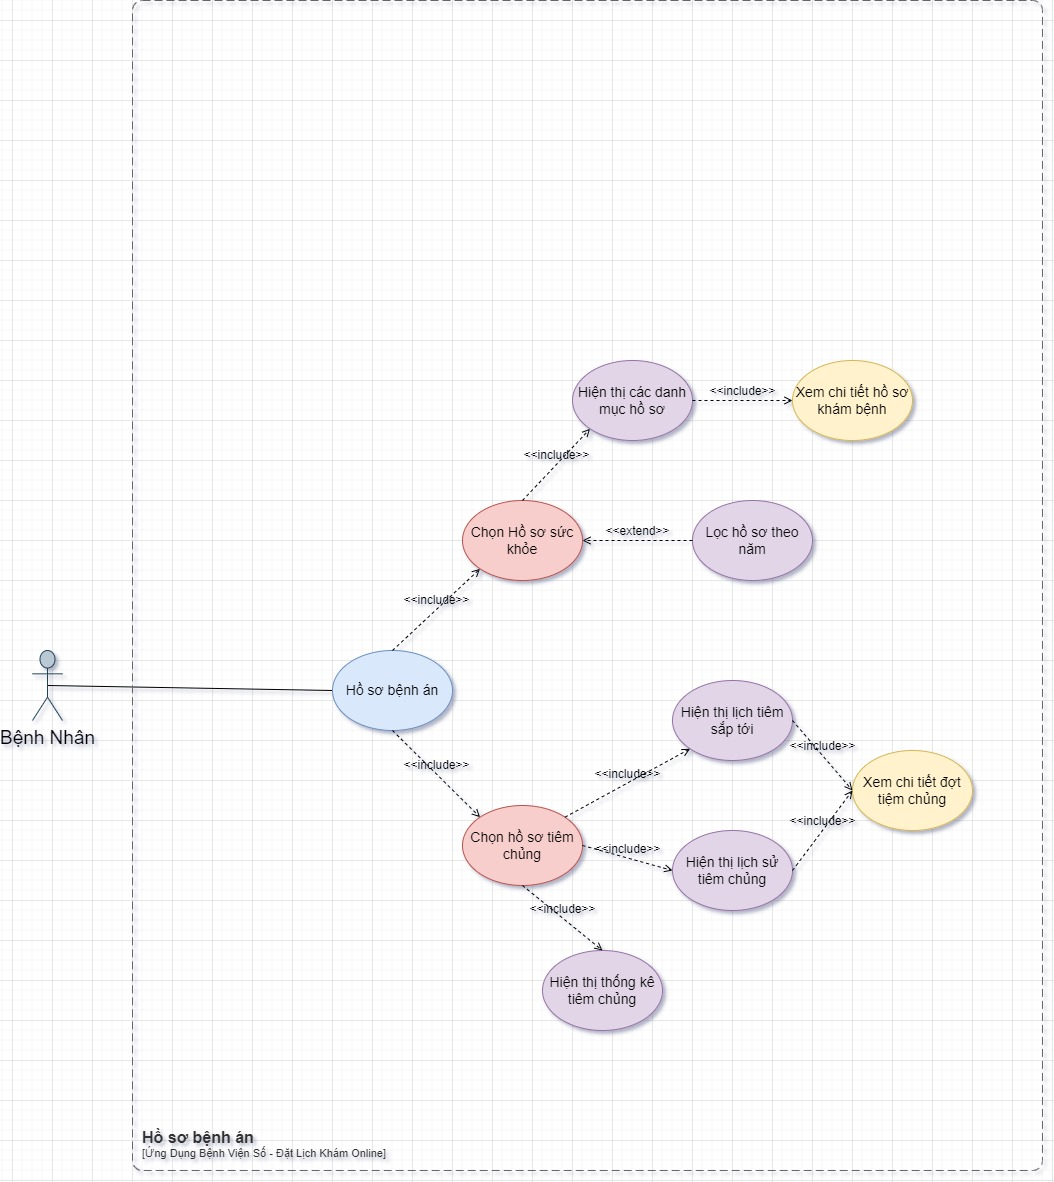 Hiện thị các danh
mục hồ sơ
<<include>>
Xem chi tiết hồ sơ
khám bệnh
<<include>>
Chọn Hồ sơ sức
khỏe
<<extend>>
Lọc hồ sơ theo
năm
<<include>>
Hồ sơ bệnh án
Bệnh Nhân
<<include>>
Hiện thị lịch tiêm
sắp tới
<<include>>
<<include>>
Xem chi tiết đợt
tiệm chủng
Chọn hồ sơ tiêm
chủng
<<include>>
<<include>>
Hiện thị lịch sử
tiêm chủng
<<include>>
Hiện thị thống kê
tiêm chủng
Hồ sơ bệnh án
[Ứng Dụng Bệnh Viện Số - Đặt Lịch Khám Online]